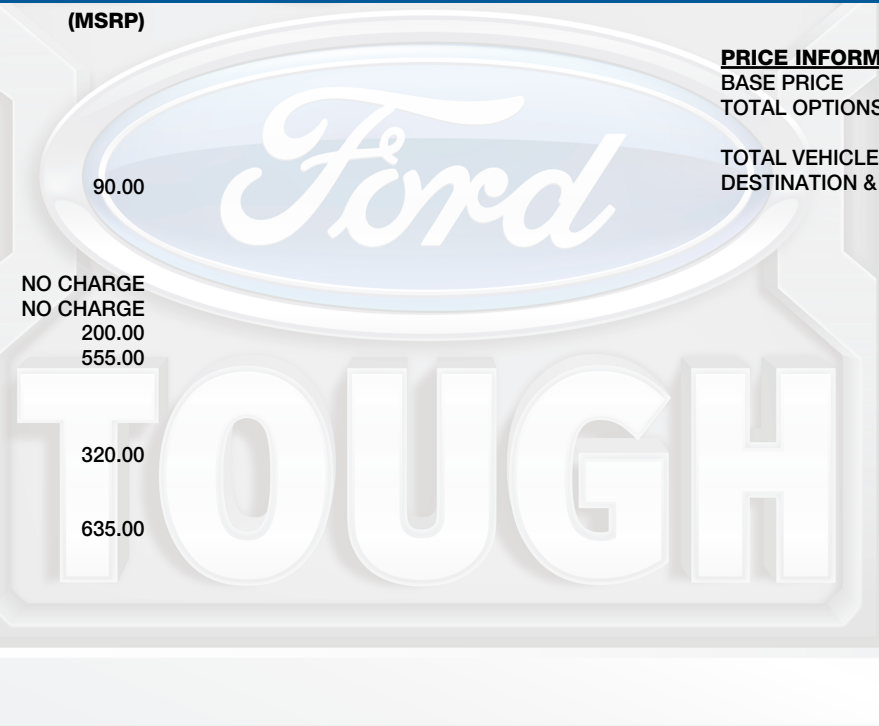 (MSRP)
90.00
NO CHARGE
NO CHARGE
200.00
555.00
320.00
635.00
PRICE INFORM
BASE PRICE
TOTAL OPTIONS
TOTAL VEHICLE
DESTINATION &
Ford
TOUGH